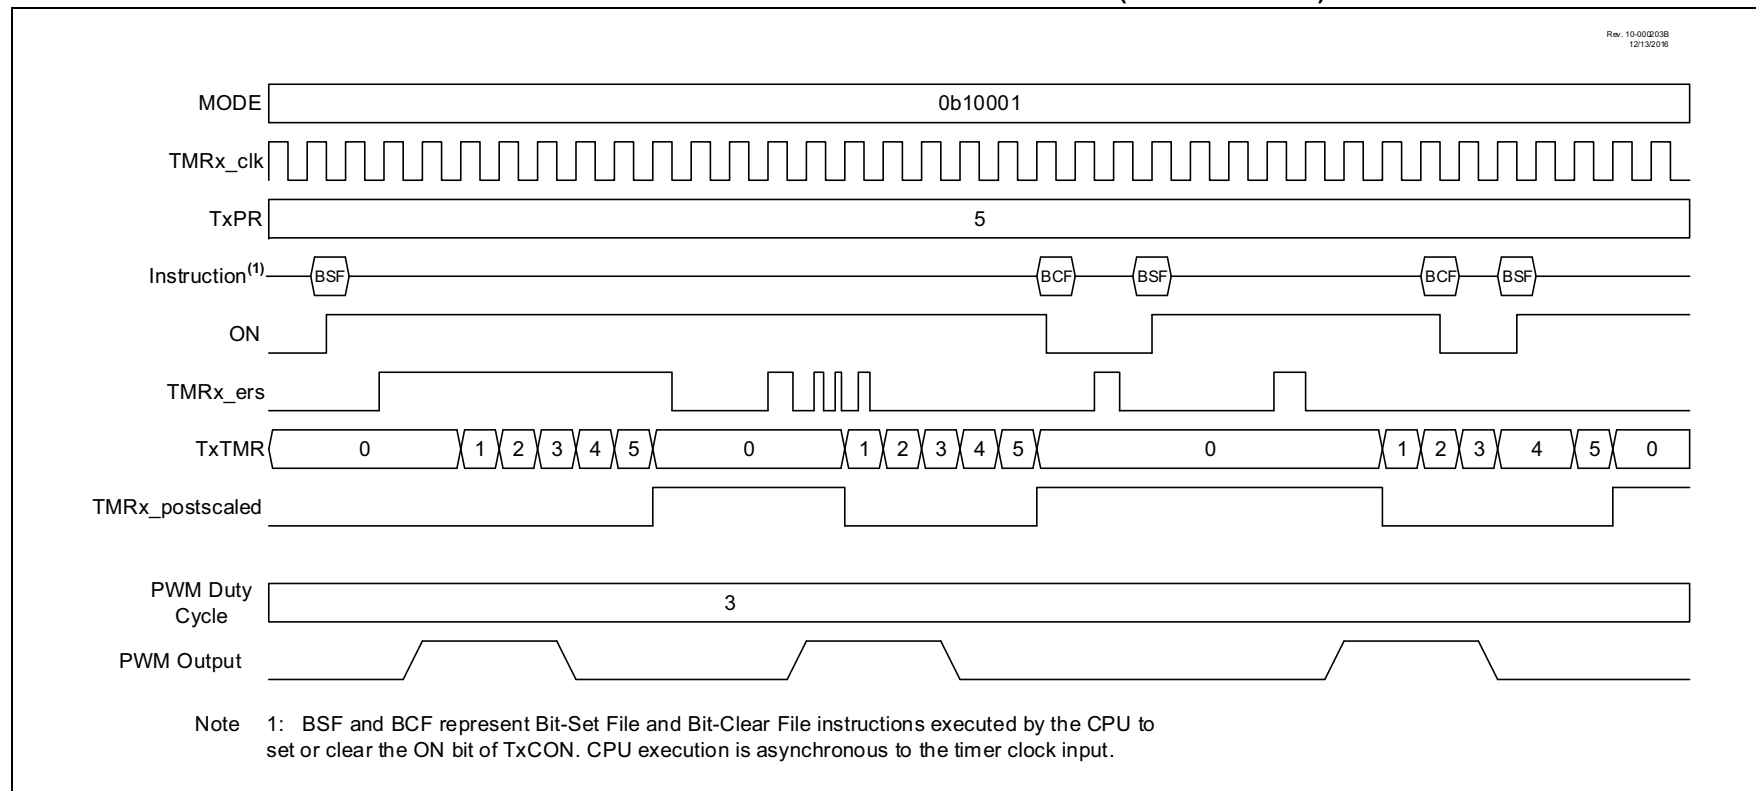 Rev. 10-000203B
12/13/2016
MODE 0b10001
TMRx_clk
TxPR 5
Instruction(1) BSF BCF BSF BCF BSF
ON
TMRx_ers
TxTMR 0 1 2 3 4 5 0 1 2 3 4 5 0 1 2 3 4 5 0
TMRx_postscaled
PWM Duty
Cycle 3
PWM Output
Note 1: BSF and BCF represent Bit-Set File and Bit-Clear File instructions executed by the CPU to
set or clear the ON bit of TxCON. CPU execution is asynchronous to the timer clock input.